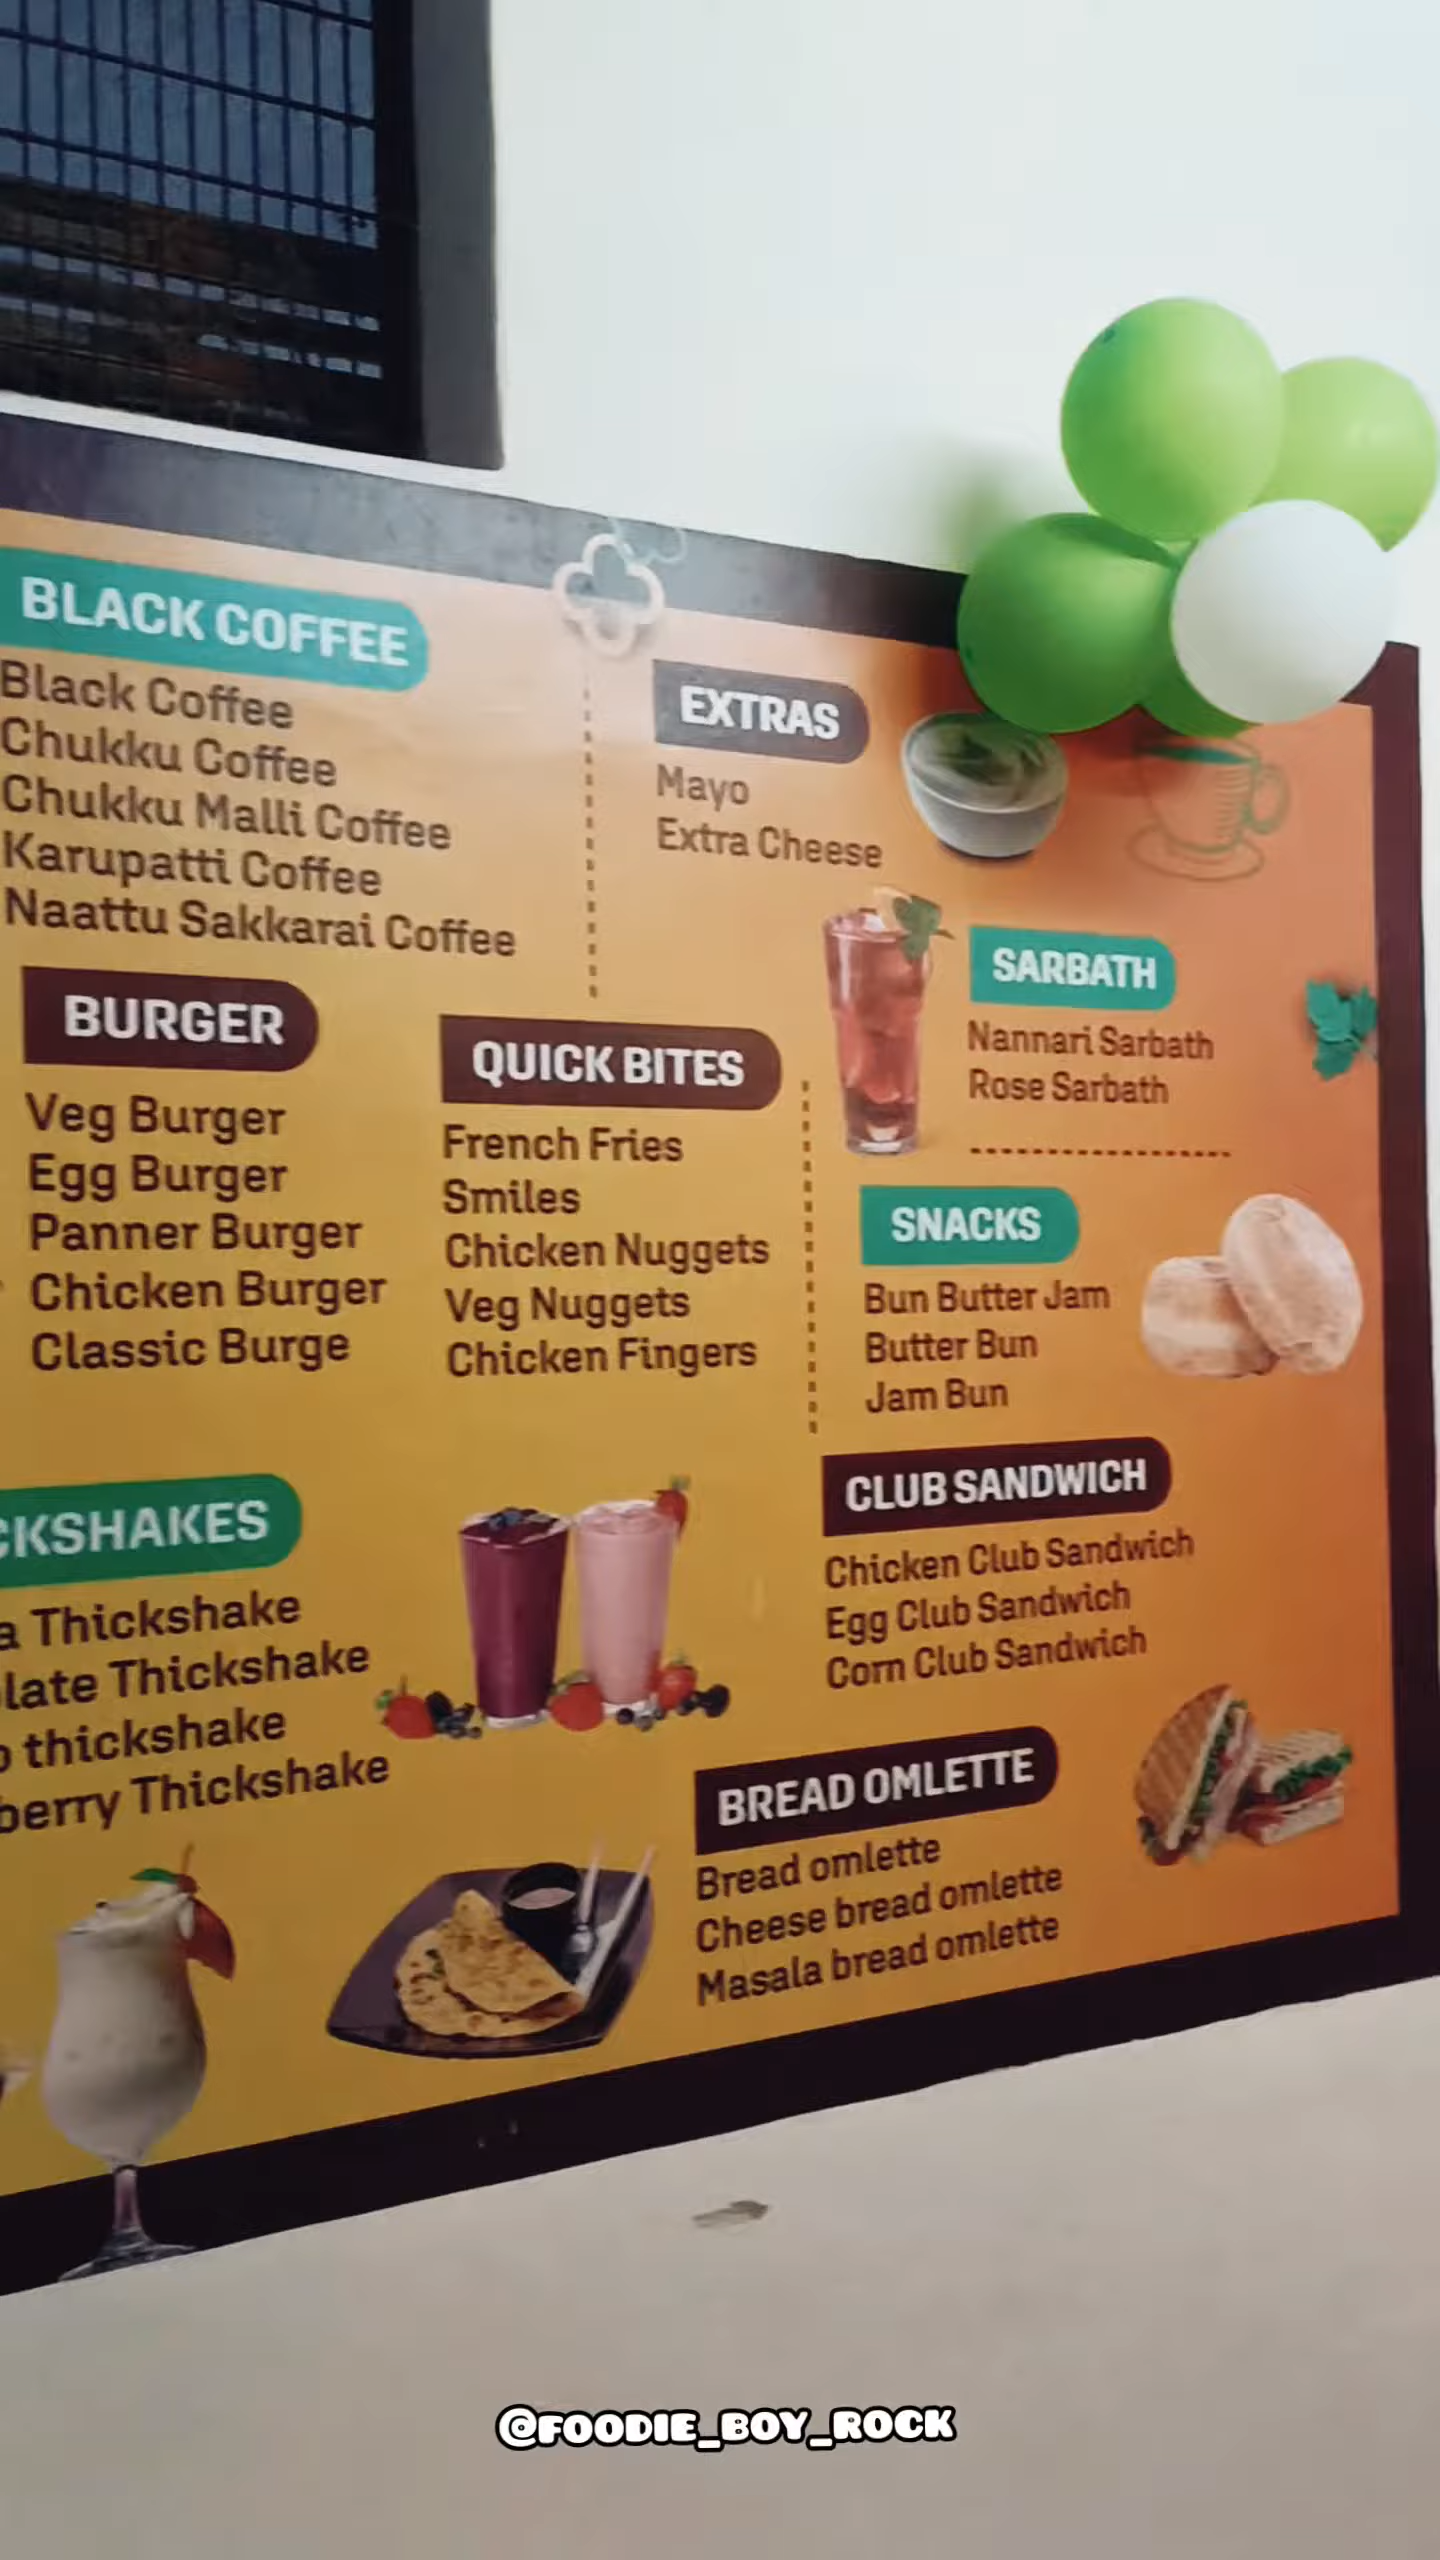 BLACK COFFEE
Black Coffee
Chukku Coffee
Chukku Malli Coffee
Karupatti Coffee
Naattu Sakkarai Coffee
EXTRAS
Mayo
Extra Cheese
SARBATH
Nannari Sarbath
Rose Sarbath
BURGER
Veg Burger
Egg Burger
Panner Burger
Chicken Burger
Classic Burge
QUICK BITES
French Fries
Smiles
Chicken Nuggets
Veg Nuggets
Chicken Fingers
SNACKS
Bun Butter Jam
Butter Bun
Jam Bun
CLUB SANDWICH
Chicken Club Sandwich
Egg Club Sandwich
Corn Club Sandwich
CKSHAKES
a Thickshake
late Thickshake
o thickshake
berry Thickshake
BREAD OMLETTE
Bread omlette
Cheese bread omlette
Masala bread omlette
@FOODIE_BOY_ROCK